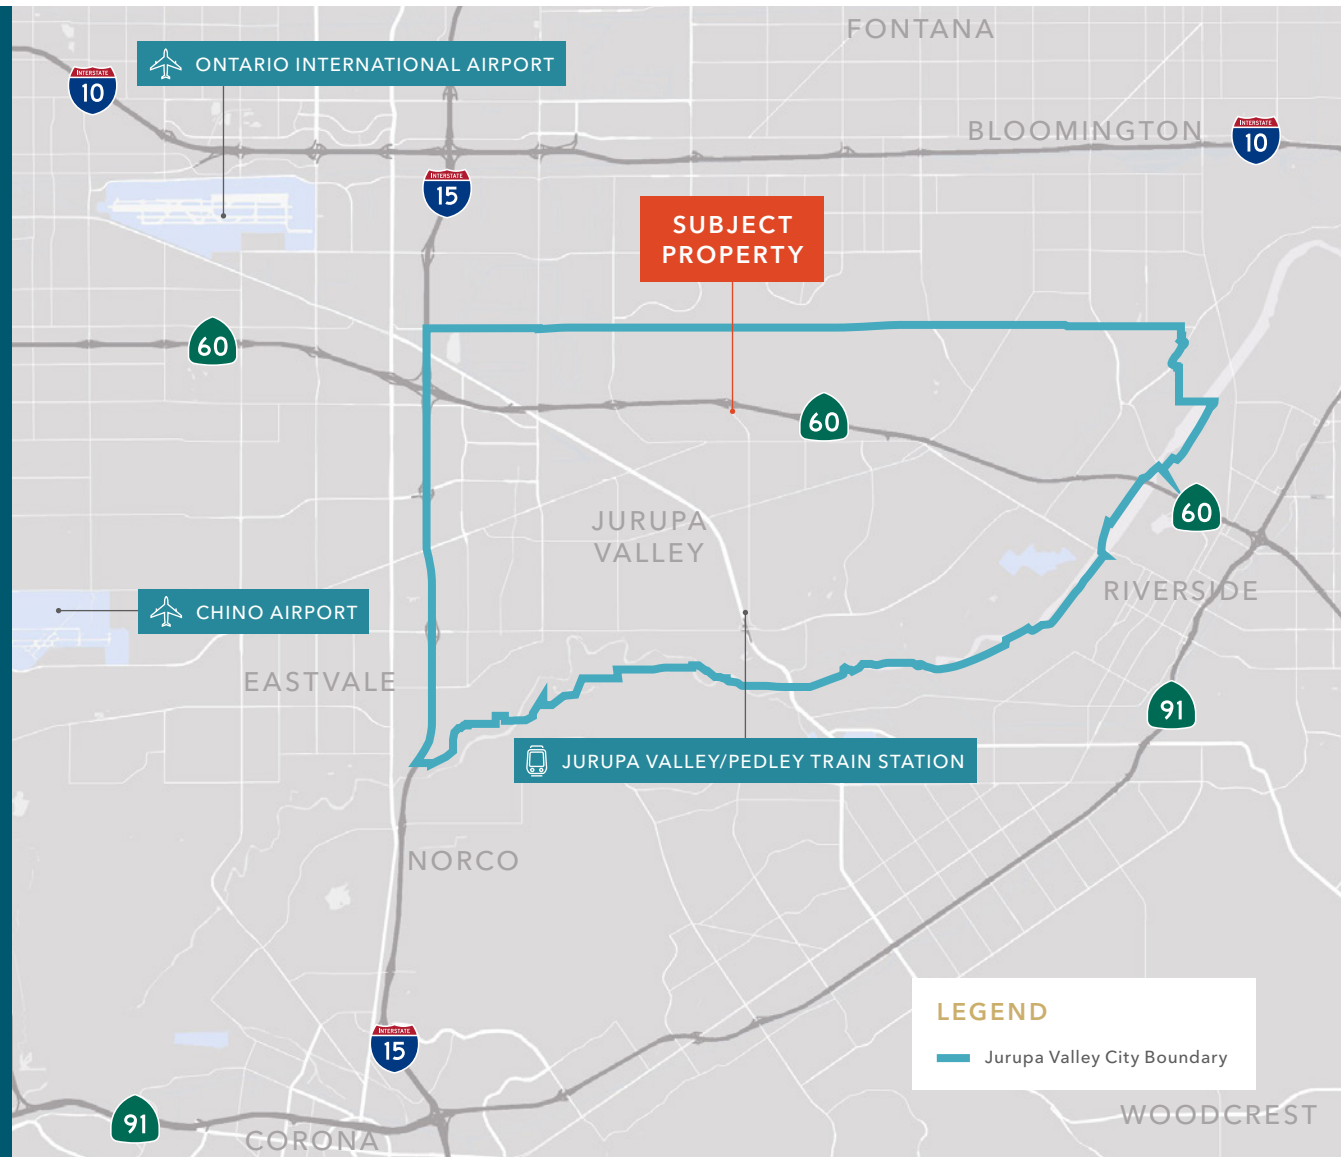 FONTANA
ONTARIO INTERNATIONAL AIRPORT
INTERSTATE
10
BLOOMINGTON
INTERSTATE
10
INTERSTATE
15
SUBJECT
PROPERTY
60
60
JURUPA
VALLEY
60
RIVERSIDE
CHINO AIRPORT
EASTVALE
91
JURUPA VALLEY/PEDLEY TRAIN STATION
NORCO
LEGEND
Jurupa Valley City Boundary
INTERSTATE
15
91
CORONA
WOODCREST